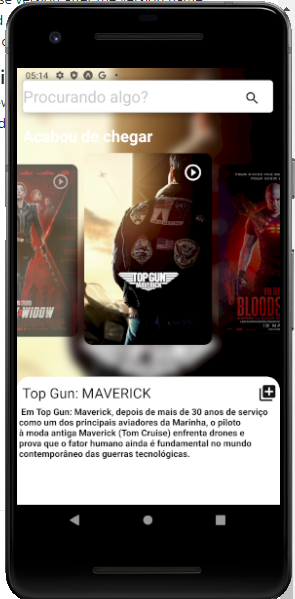 05:14
Procurando algo?
Acabou de chegar
TOP GUN
MAVERICK
WIDOW
BLOODS
Top Gun: MAVERICK
Em Top Gun: Maverick, depois de mais de 30 anos de serviço
como um dos principais aviadores da Marinha, o piloto
à moda antiga Maverick (Tom Cruise) enfrenta drones e
prova que o fator humano ainda é fundamental no mundo
contemporâneo das guerras tecnológicas.